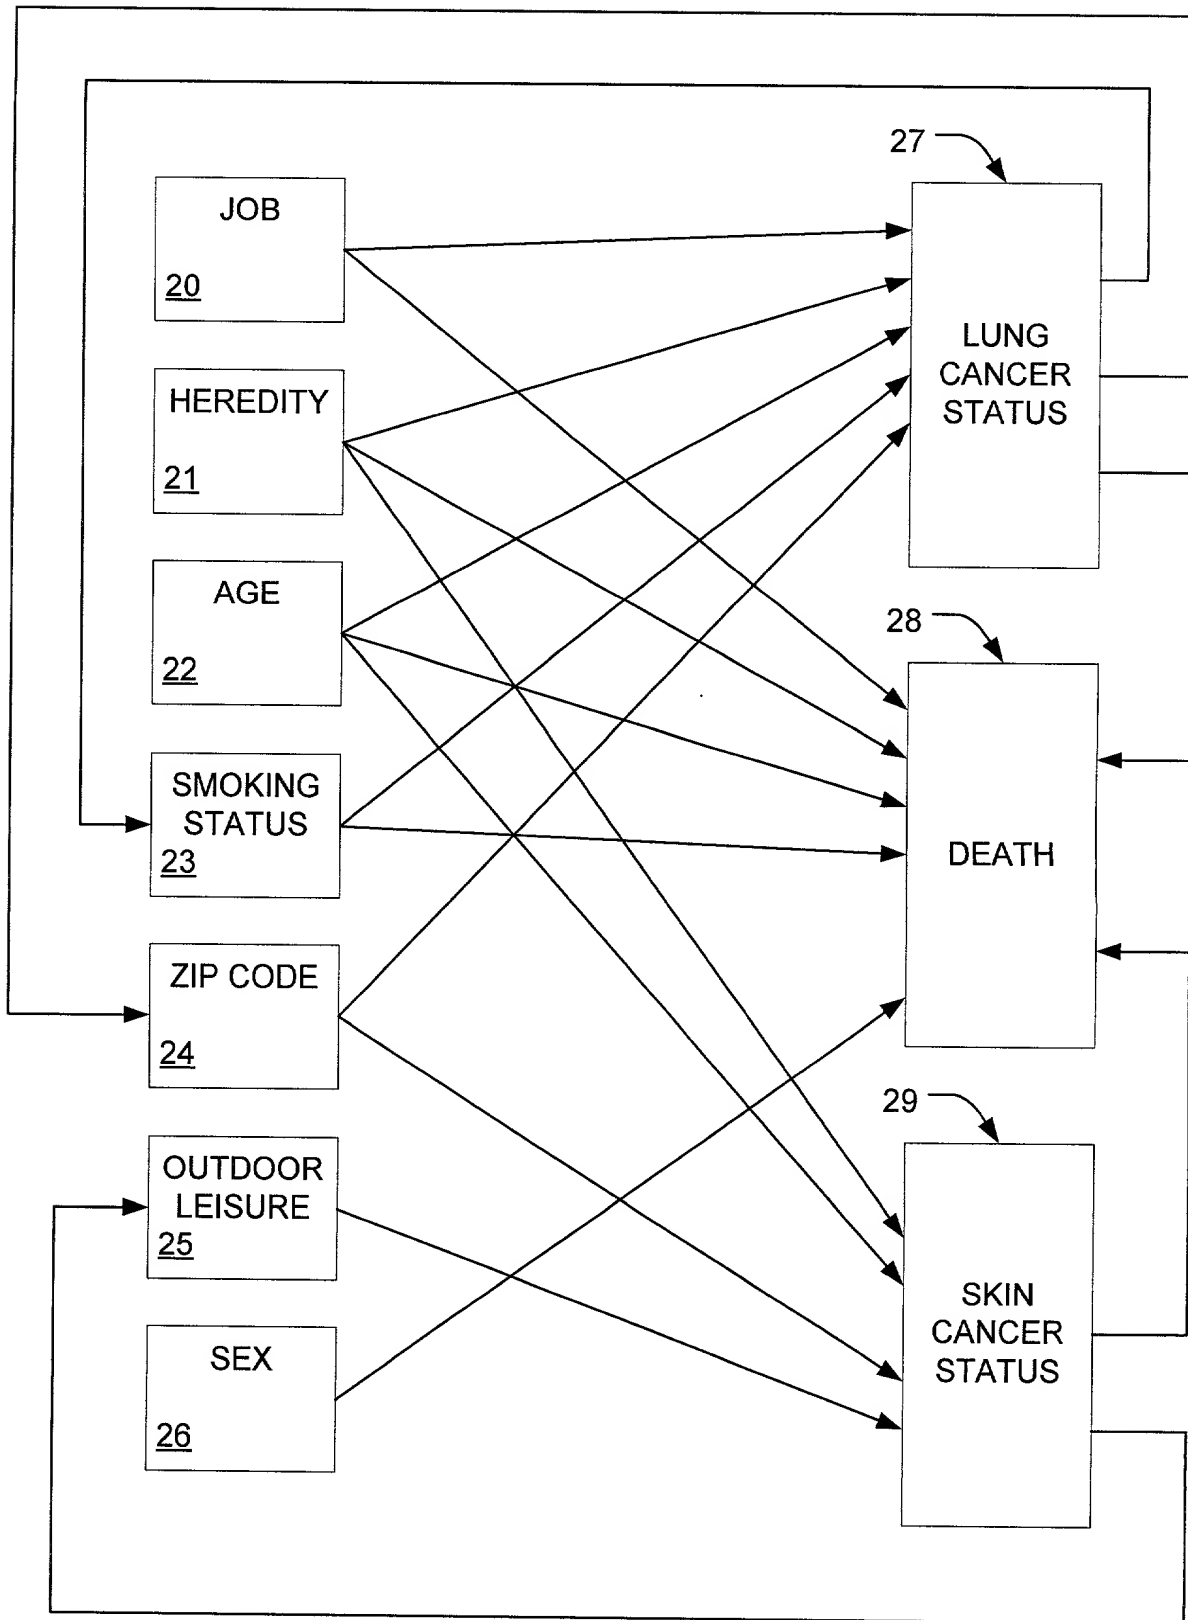 JOB
20
HEREDITY
21
AGE
22
SMOKING
STATUS
23
ZIP CODE
24
OUTDOOR
LEISURE
25
SEX
26
27
LUNG
CANCER
STATUS
28
DEATH
29
SKIN
CANCER
STATUS